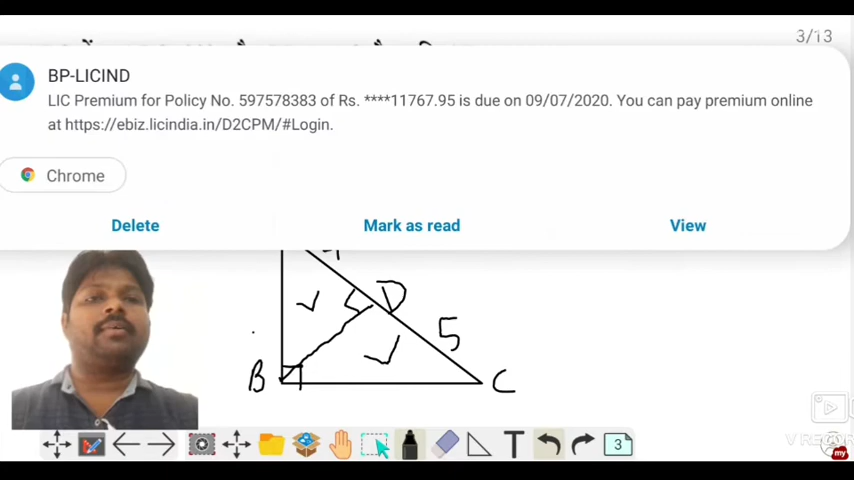 3/13
BP-LICIND
LIC Premium for Policy No. 597578383 of Rs. ****11767.95 is due on 09/07/2020. You can pay premium online
at https://ebiz.licindia.in/D2CPM/#Login.
Chrome
Delete Mark as read View
D
5
B C
T 3
my